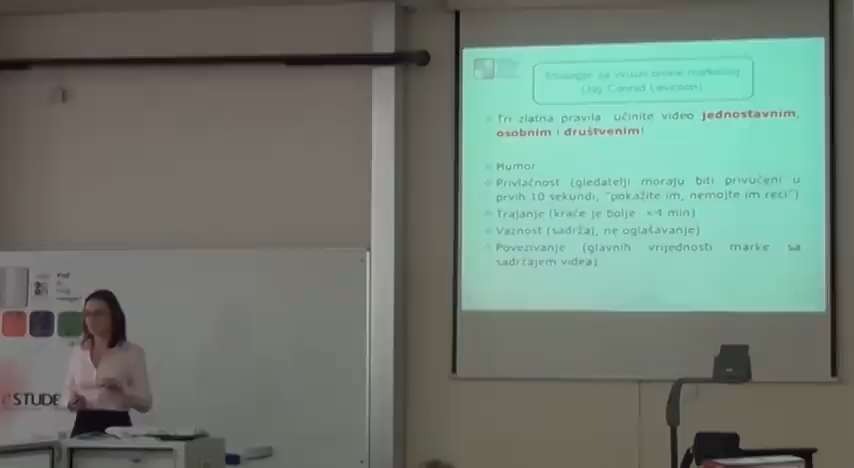 Strategije za virusni online marketing
(Jay Conrad Levinson)
Tri zlatna pravila učinite video jednostavnim,
osobnim i društvenim!
Humor
Privlačnost (gledatelji moraju biti privučeni u
prvih 10 sekundi, "pokažite im, nemojte im reći")
Trajanje (kraće je bolje <4 min)
Važnost (sadržaj, ne oglašavanje)
Povezivanje (glavnih vrijednosti marke sa
sadržajem videa)
eSTUDE